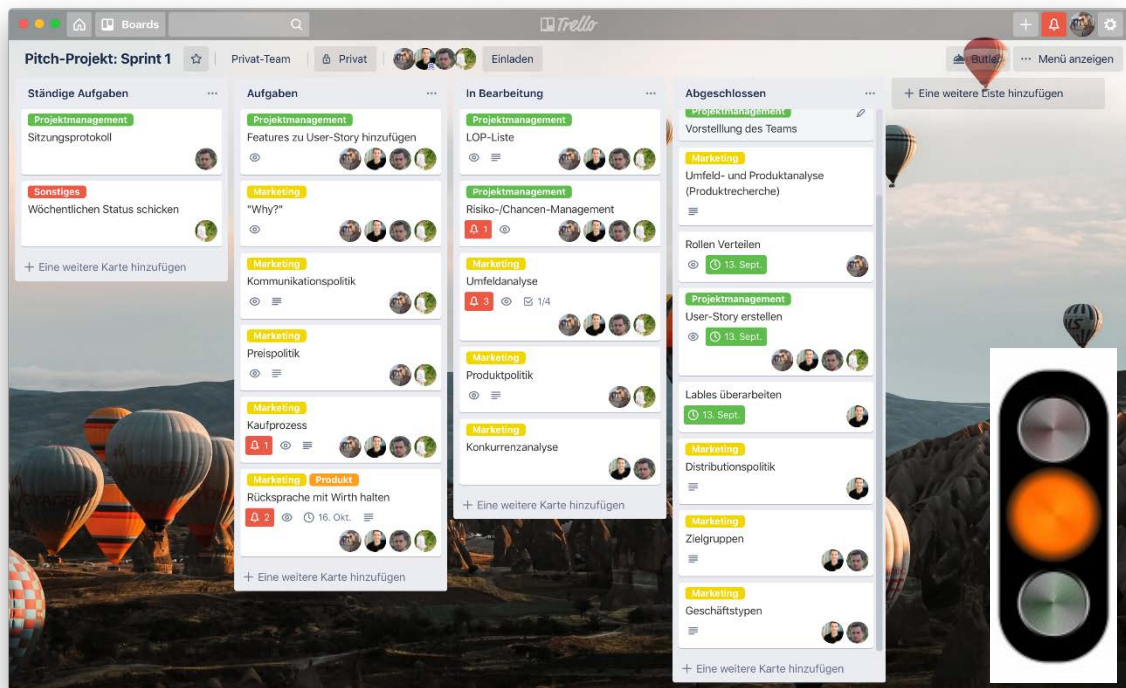 Boards
Trello
Pitch-Projekt: Sprint 1
Privat-Team
Privat
Einladen
Butler
Menü anzeigen
Ständige Aufgaben
Projektmanagement
Sitzungsprotokoll
Sonstiges
Wöchentlichen Status schicken
+ Eine weitere Karte hinzufügen
Aufgaben
Projektmanagement
Features zu User-Story hinzufügen
Marketing
"Why?"
Marketing
Kommunikationspolitik
Marketing
Preispolitik
Marketing
Kaufprozess
1
Marketing Produkt
Rücksprache mit Wirth halten
2 16. Okt.
+ Eine weitere Karte hinzufügen
In Bearbeitung
Projektmanagement
LOP-Liste
Projektmanagement
Risiko-/Chancen-Management
1
Marketing
Umfeldanalyse
3 1/4
Marketing
Produktpolitik
Marketing
Konkurrenzanalyse
+ Eine weitere Karte hinzufügen
Abgeschlossen
Projektmanagement
Vorstelllung des Teams
Marketing
Umfeld- und Produktanalyse
(Produktrecherche)
Rollen Verteilen
13. Sept.
Projektmanagement
User-Story erstellen
13. Sept.
Lables überarbeiten
13. Sept.
Marketing
Distributionspolitik
Marketing
Zielgruppen
Marketing
Geschäftstypen
+ Eine weitere Karte hinzufügen
+ Eine weitere Liste hinzufügen